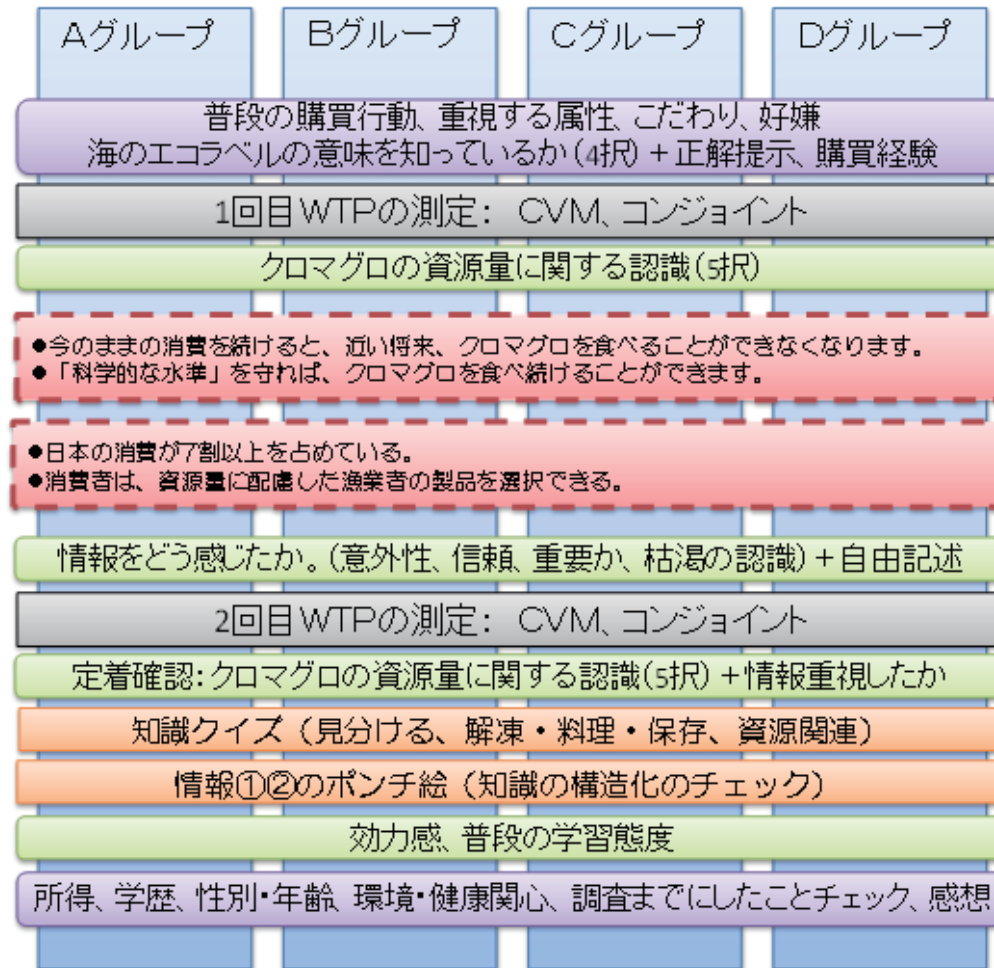 Aグループ Bグループ Cグループ Dグループ
普段の購買行動、重視する属性、こだわり、好嫌
海のエコラベルの意味を知っているか(4択)+正解提示、購買経験
1回目WTPの測定: CVM、コンジョイント
クロマグロの資源量に関する認識(5択)
●今のままの消費を続けると、近い将来、クロマグロを食べることができなくなります。
●「科学的な水準」を守れば、クロマグロを食べ続けることができます。
●日本の消費が7割以上を占めている。
●消費者は、資源量に配慮した漁業者の製品を選択できる。
情報をどう感じたか。(意外性、信頼、重要か、枯渇の認識)+自由記述
2回目WTPの測定: CVM、コンジョイント
定着確認:クロマグロの資源量に関する認識(5択)+情報重視したか
知識クイズ(見分ける、解凍・料理・保存、資源関連)
情報①②のポンチ絵(知識の構造化のチェック)
効力感、普段の学習態度
所得、学歴、性別・年齢、環境・健康関心、調査までにしたことチェック、感想